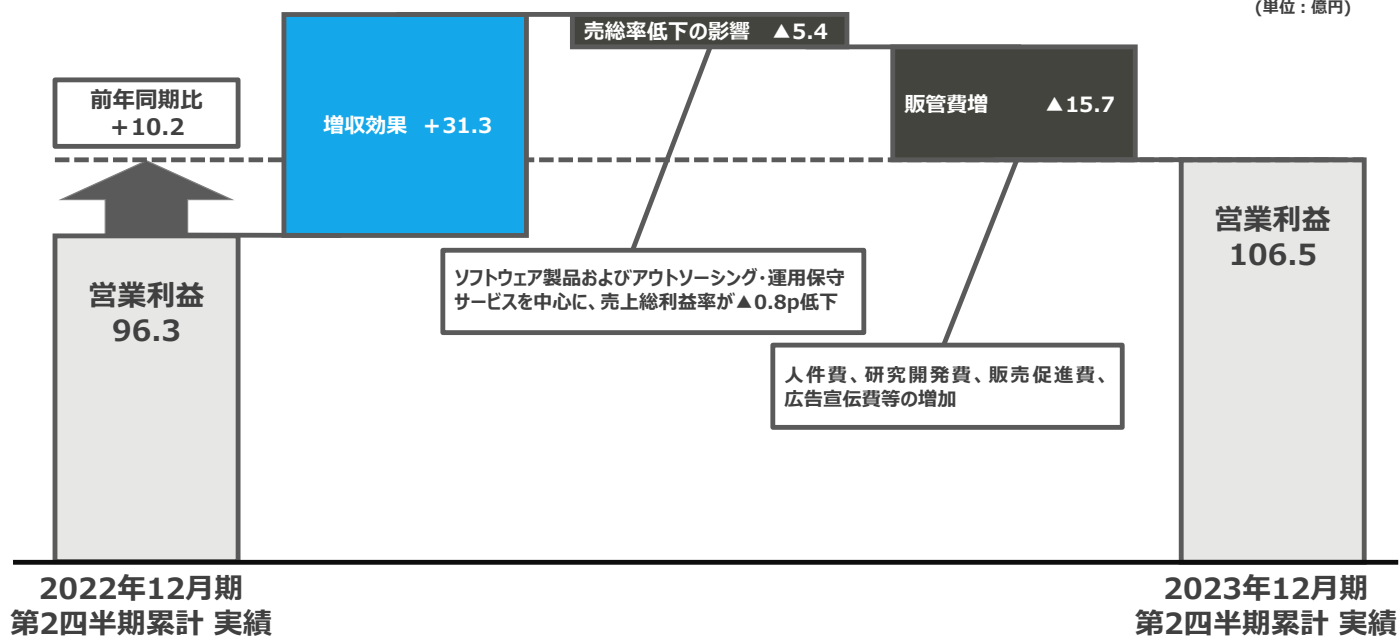 (単位：億円)
売総率低下の影響 ▲5.4
前年同期比
+10.2
増収効果 +31.3
販管費増 ▲15.7
営業利益
96.3
ソフトウェア製品およびアウトソーシング・運用保守
サービスを中心に、売上総利益率が▲0.8p低下
人件費、研究開発費、販売促進費、
広告宣伝費等の増加
営業利益
106.5
2022年12月期
第2四半期累計 実績
2023年12月期
第2四半期累計 実績